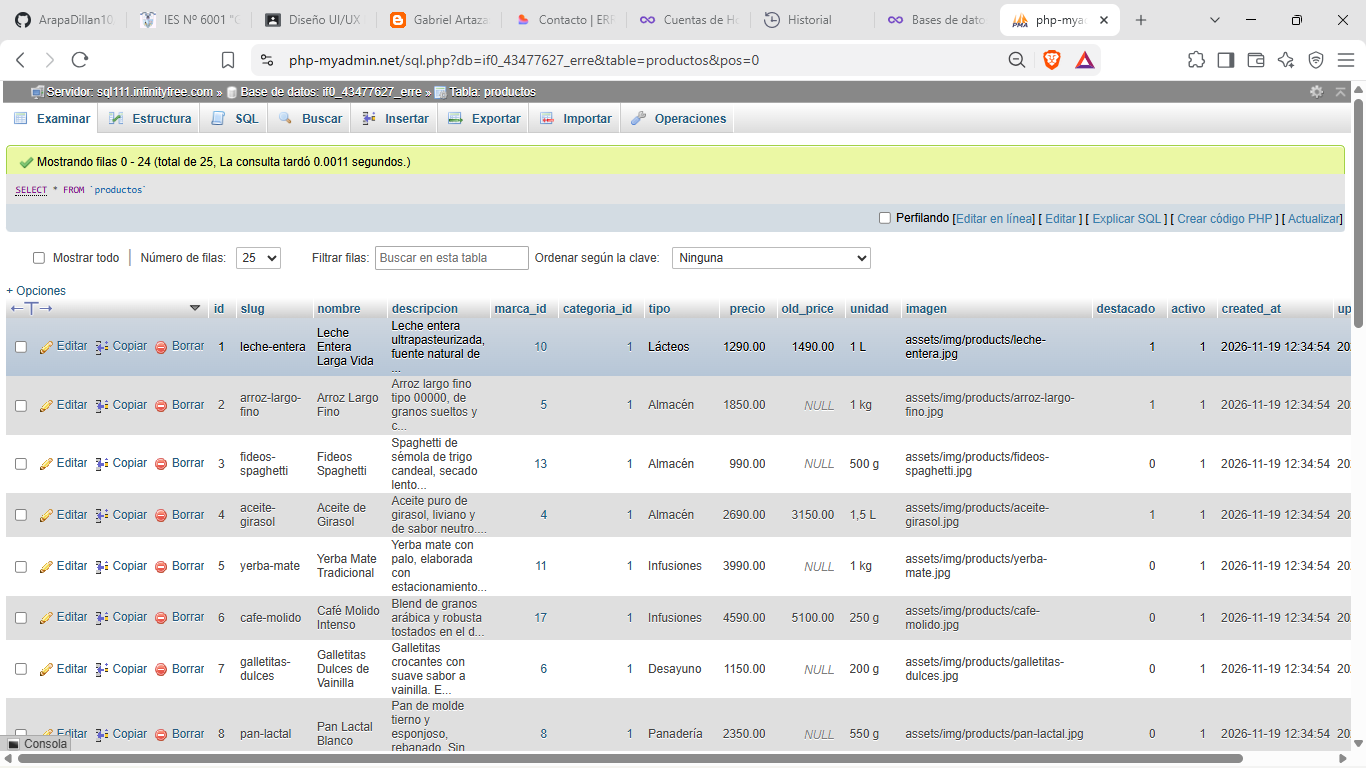 ArapaDillan10
IES Nº 6001 "G
Diseño UI/UX
Gabriel Artaza
Contacto | ERR
Cuentas de Ho
Historial
Bases de dato
php-mya
php-myadmin.net/sql.php?db=if0_43477627_erre&table=productos&pos=0
Servidor: sql111.infinityfree.com » Base de datos: if0_43477627_erre » Tabla: productos
Examinar Estructura SQL Buscar Insertar Exportar Importar Operaciones
Mostrando filas 0 - 24 (total de 25, La consulta tardó 0.0011 segundos.)
SELECT * FROM `productos`
Perfilando [Editar en línea] [ Editar ] [ Explicar SQL ] [ Crear código PHP ] [ Actualizar]
Mostrar todo Número de filas: 25 Filtrar filas: Buscar en esta tabla Ordenar según la clave: Ninguna
+ Opciones
←T→ id slug nombre descripcion marca_id categoria_id tipo precio old_price unidad imagen destacado activo created_at up
Editar Copiar Borrar 1 leche-entera Leche Entera Larga Vida Leche entera ultrapasteurizada, fuente natural de ... 10 1 Lácteos 1290.00 1490.00 1 L assets/img/products/leche-entera.jpg 1 1 2026-11-19 12:34:54 20
Editar Copiar Borrar 2 arroz-largo-fino Arroz Largo Fino Arroz largo fino tipo 00000, de granos sueltos y c... 5 1 Almacén 1850.00 NULL 1 kg assets/img/products/arroz-largo-fino.jpg 1 1 2026-11-19 12:34:54 20
Editar Copiar Borrar 3 fideos-spaghetti Fideos Spaghetti Spaghetti de sémola de trigo candeal, secado lento... 13 1 Almacén 990.00 NULL 500 g assets/img/products/fideos-spaghetti.jpg 0 1 2026-11-19 12:34:54 20
Editar Copiar Borrar 4 aceite-girasol Aceite de Girasol Aceite puro de girasol, liviano y de sabor neutro.... 4 1 Almacén 2690.00 3150.00 1,5 L assets/img/products/aceite-girasol.jpg 1 1 2026-11-19 12:34:54 20
Editar Copiar Borrar 5 yerba-mate Yerba Mate Tradicional Yerba mate con palo, elaborada con estacionamiento... 11 1 Infusiones 3990.00 NULL 1 kg assets/img/products/yerba-mate.jpg 0 1 2026-11-19 12:34:54 20
Editar Copiar Borrar 6 cafe-molido Café Molido Intenso Blend de granos arábica y robusta tostados en el d... 17 1 Infusiones 4590.00 5100.00 250 g assets/img/products/cafe-molido.jpg 0 1 2026-11-19 12:34:54 20
Editar Copiar Borrar 7 galletitas-dulces Galletitas Dulces de Vainilla Galletitas crocantes con suave sabor a vainilla. E... 6 1 Desayuno 1150.00 NULL 200 g assets/img/products/galletitas-dulces.jpg 0 1 2026-11-19 12:34:54 20
Editar Copiar Borrar 8 pan-lactal Pan Lactal Blanco Pan de molde tierno y esponjoso, rebanado. Sin 8 1 Panadería 2350.00 NULL 550 g assets/img/products/pan-lactal.jpg 0 1 2026-11-19 12:34:54 20
Consola